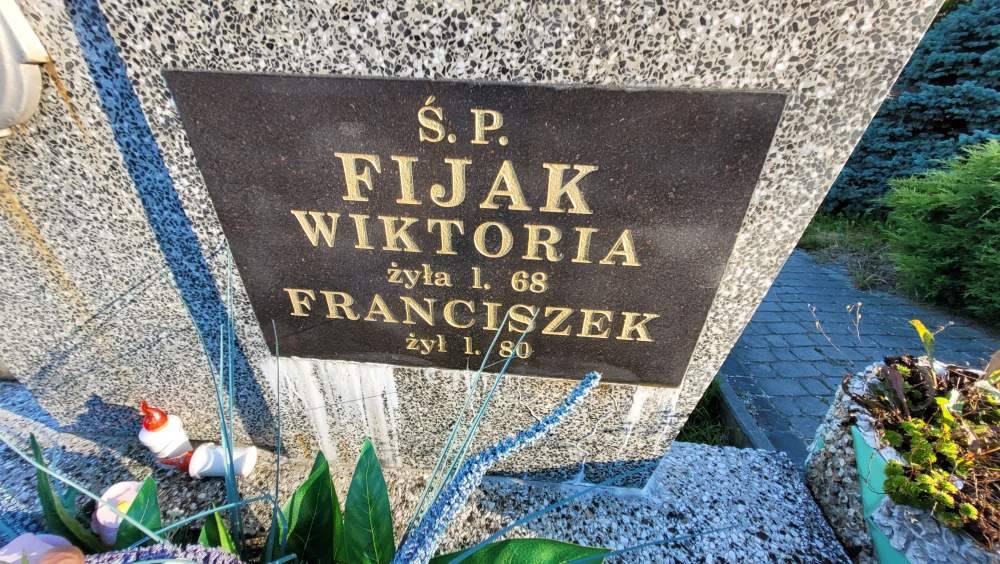 Ś. P.
FIJAK
WIKTORIA
żyła l. 68
FRANCISZEK
żył l. 80